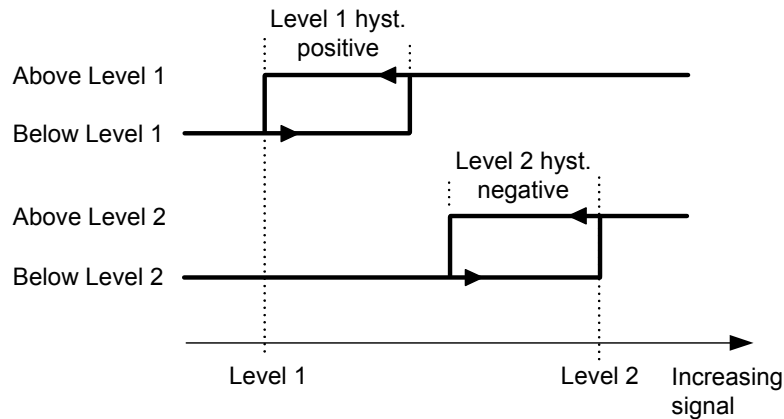 Level 1 hyst.
positive
Above Level 1
Below Level 1
Level 2 hyst.
negative
Above Level 2
Below Level 2
Level 1
Level 2
Increasing
signal